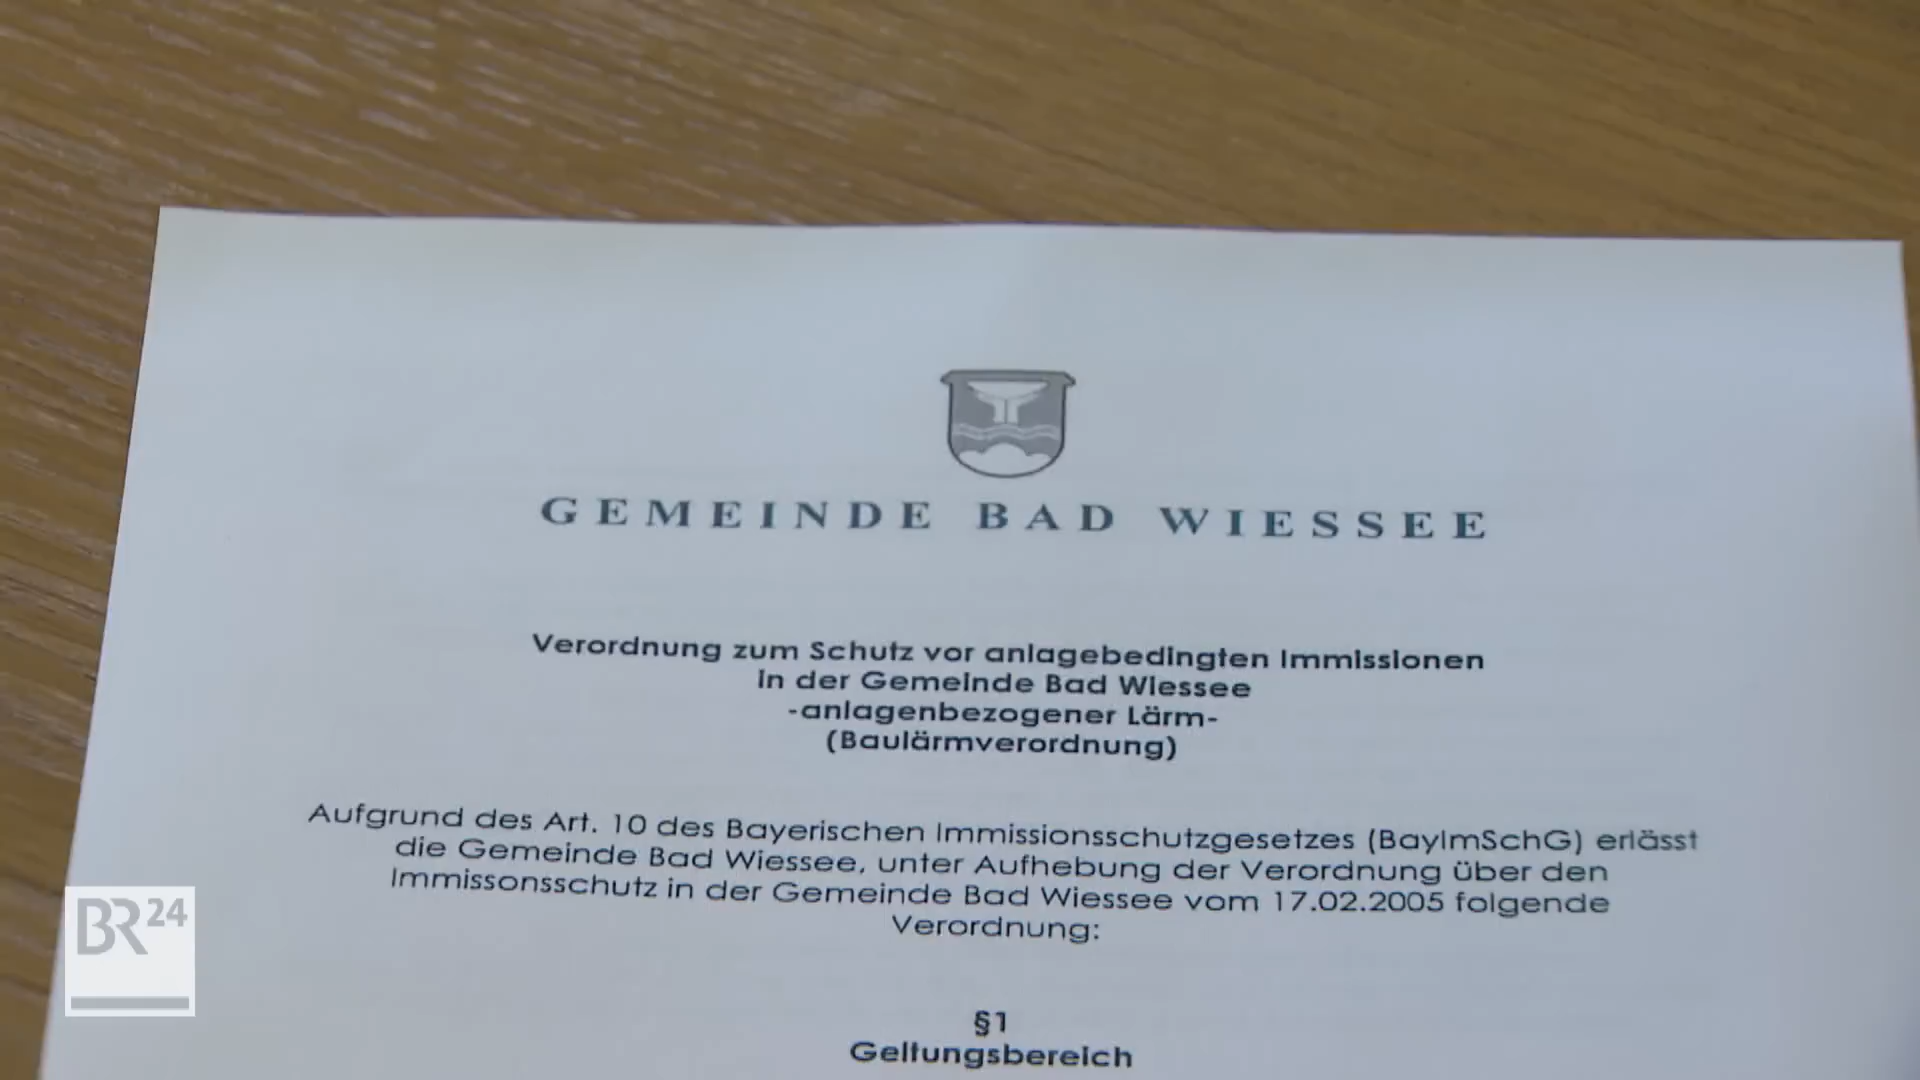 GEMEINDE BAD WIESSEE
Verordnung zum Schutz vor anlagebedingten Immissionen
in der Gemeinde Bad Wiessee
-anlagenbezogener Lärm-
(Baulärmverordnung)
Aufgrund des Art. 10 des Bayerischen Immissionsschutzgesetzes (BayImSchG) erlässt
die Gemeinde Bad Wiessee, unter Aufhebung der Verordnung über den
Immissonsschutz in der Gemeinde Bad Wiessee vom 17.02.2005 folgende
Verordnung:
§1
Geltungsbereich
BR24